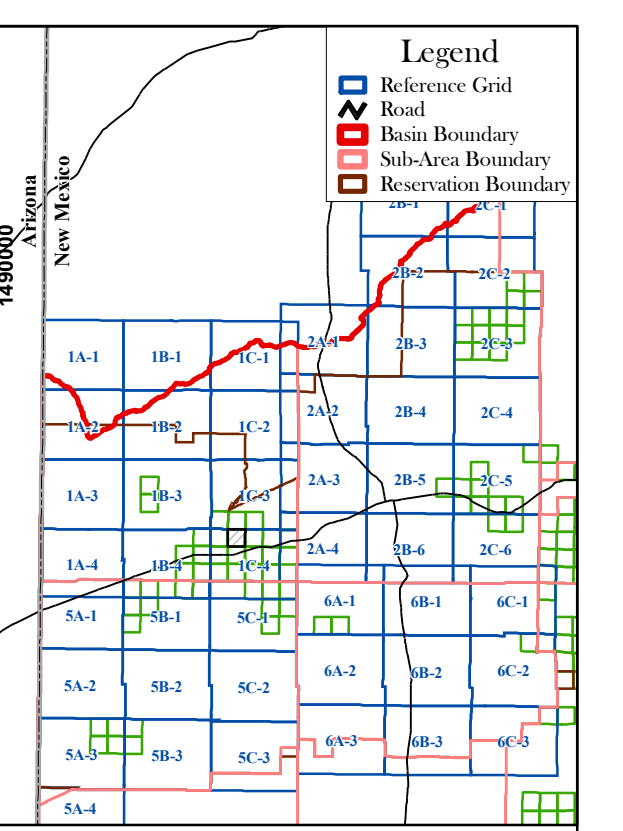 Legend
Reference Grid
Road
Basin Boundary
Sub-Area Boundary
Reservation Boundary
Arizona
New Mexico
1490000
2B-1
2C-1
2B-2
2C-2
2A-1
2B-3
2C-3
1A-1
1B-1
1C-1
2A-2
2B-4
2C-4
1A-2
1B-2
1C-2
2A-3
2B-5
2C-5
1A-3
1B-3
1C-3
2A-4
2B-6
2C-6
1A-4
1B-4
1C-4
6A-1
6B-1
6C-1
5A-1
5B-1
5C-1
6A-2
6B-2
6C-2
5A-2
5B-2
5C-2
6A-3
6B-3
6C-3
5A-3
5B-3
5C-3
5A-4